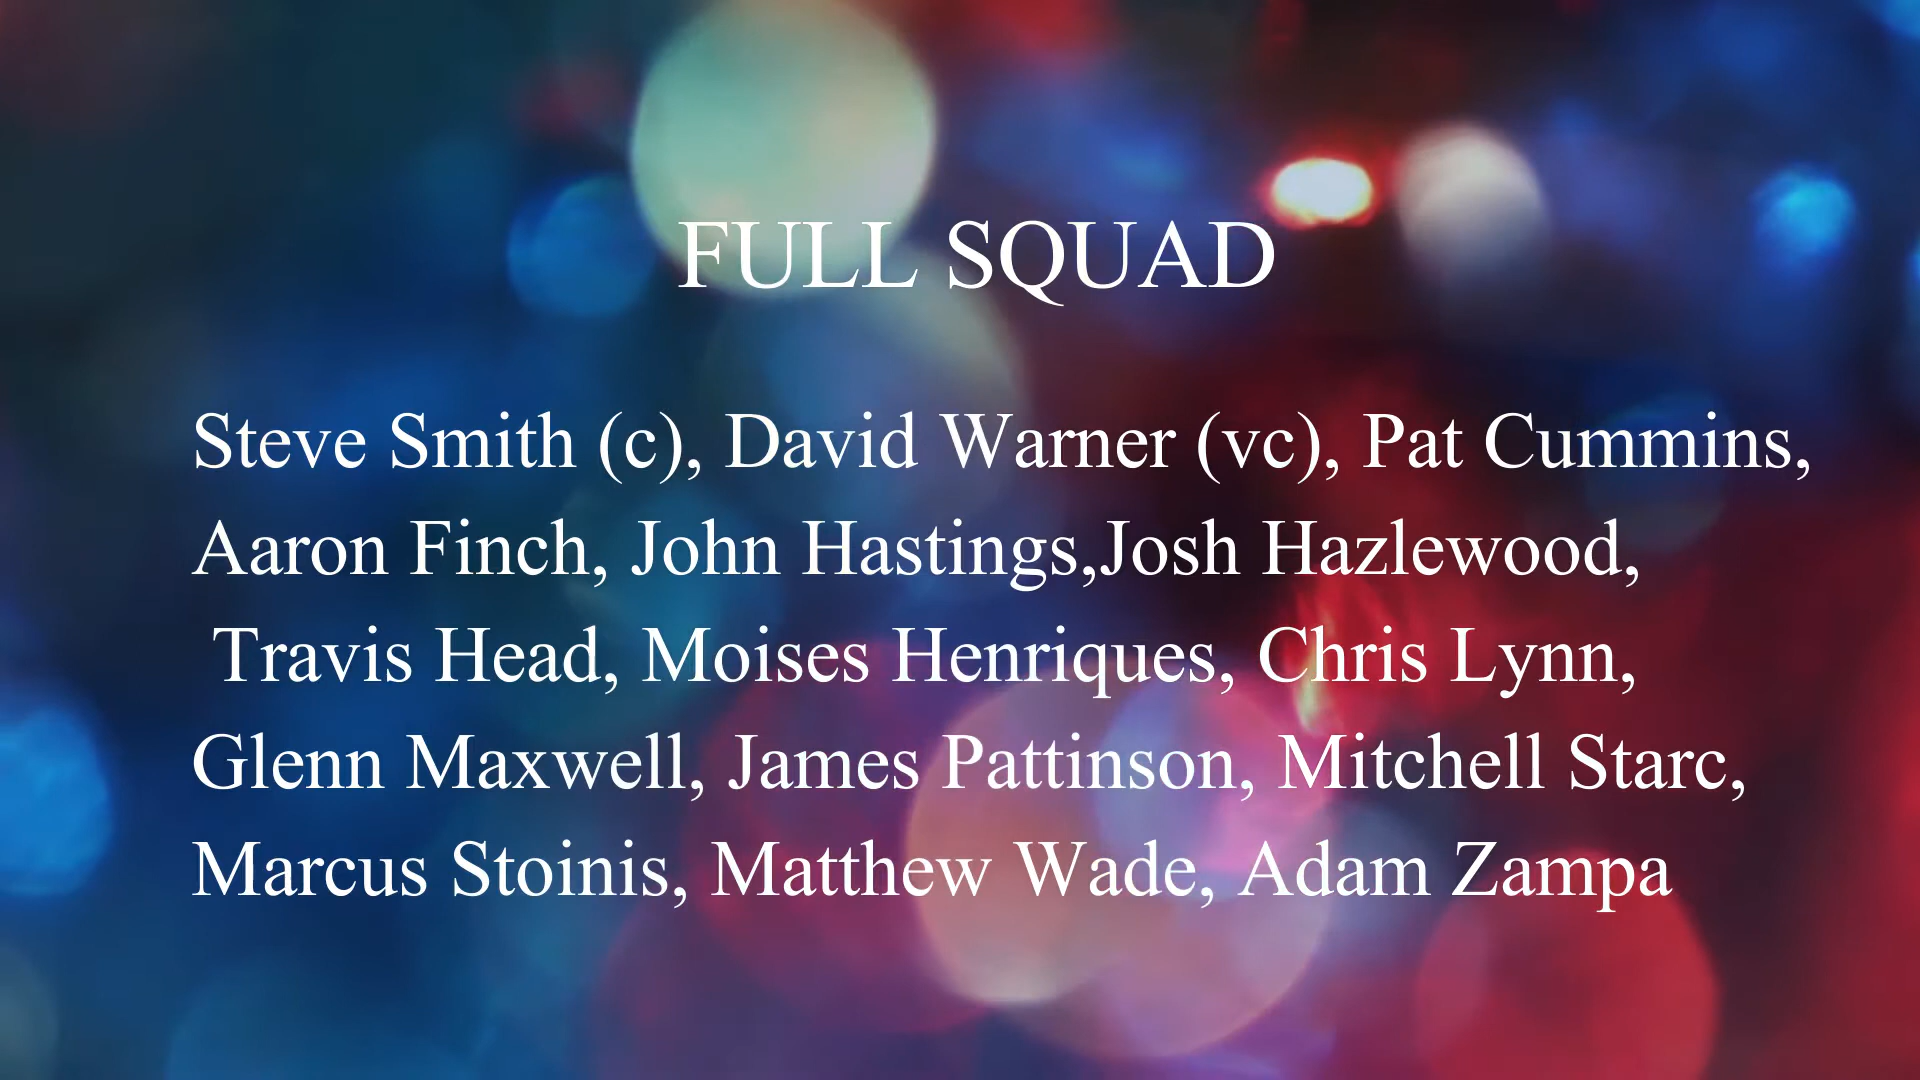 FULL SQUAD
Steve Smith (c), David Warner (vc), Pat Cummins,
Aaron Finch, John Hastings,Josh Hazlewood,
Travis Head, Moises Henriques, Chris Lynn,
Glenn Maxwell, James Pattinson, Mitchell Starc,
Marcus Stoinis, Matthew Wade, Adam Zampa